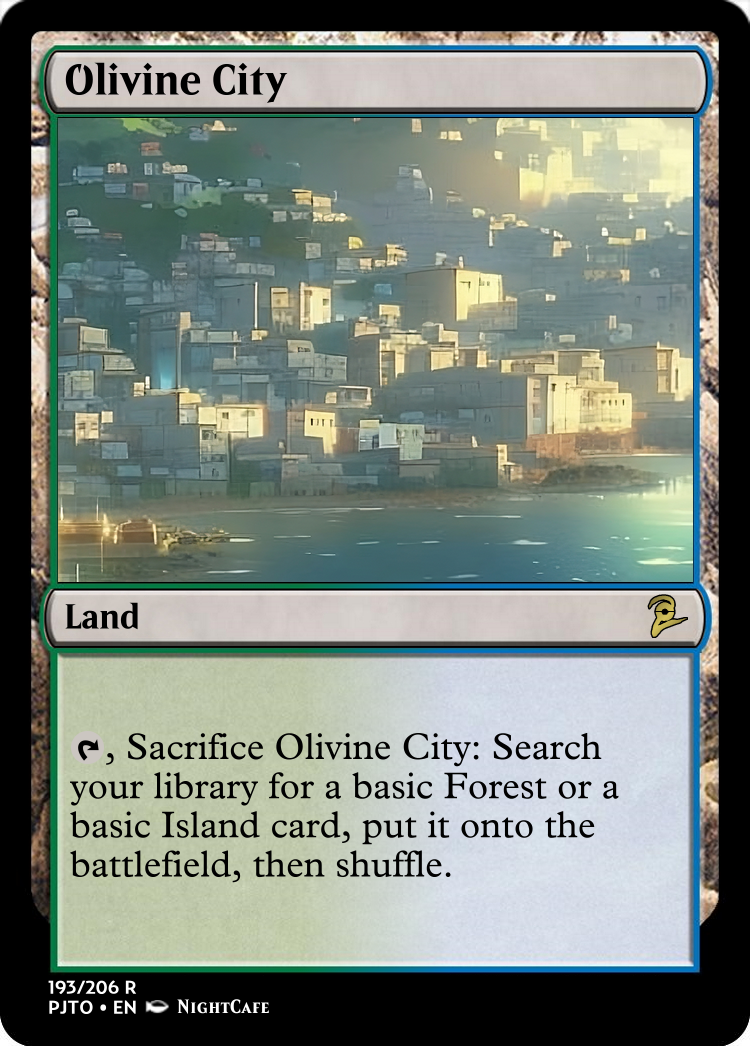 Olivine City
Land
, Sacrifice Olivine City: Search
your library for a basic Forest or a
basic Island card, put it onto the
battlefield, then shuffle.
193/206 R
PJTO • EN NightCafe